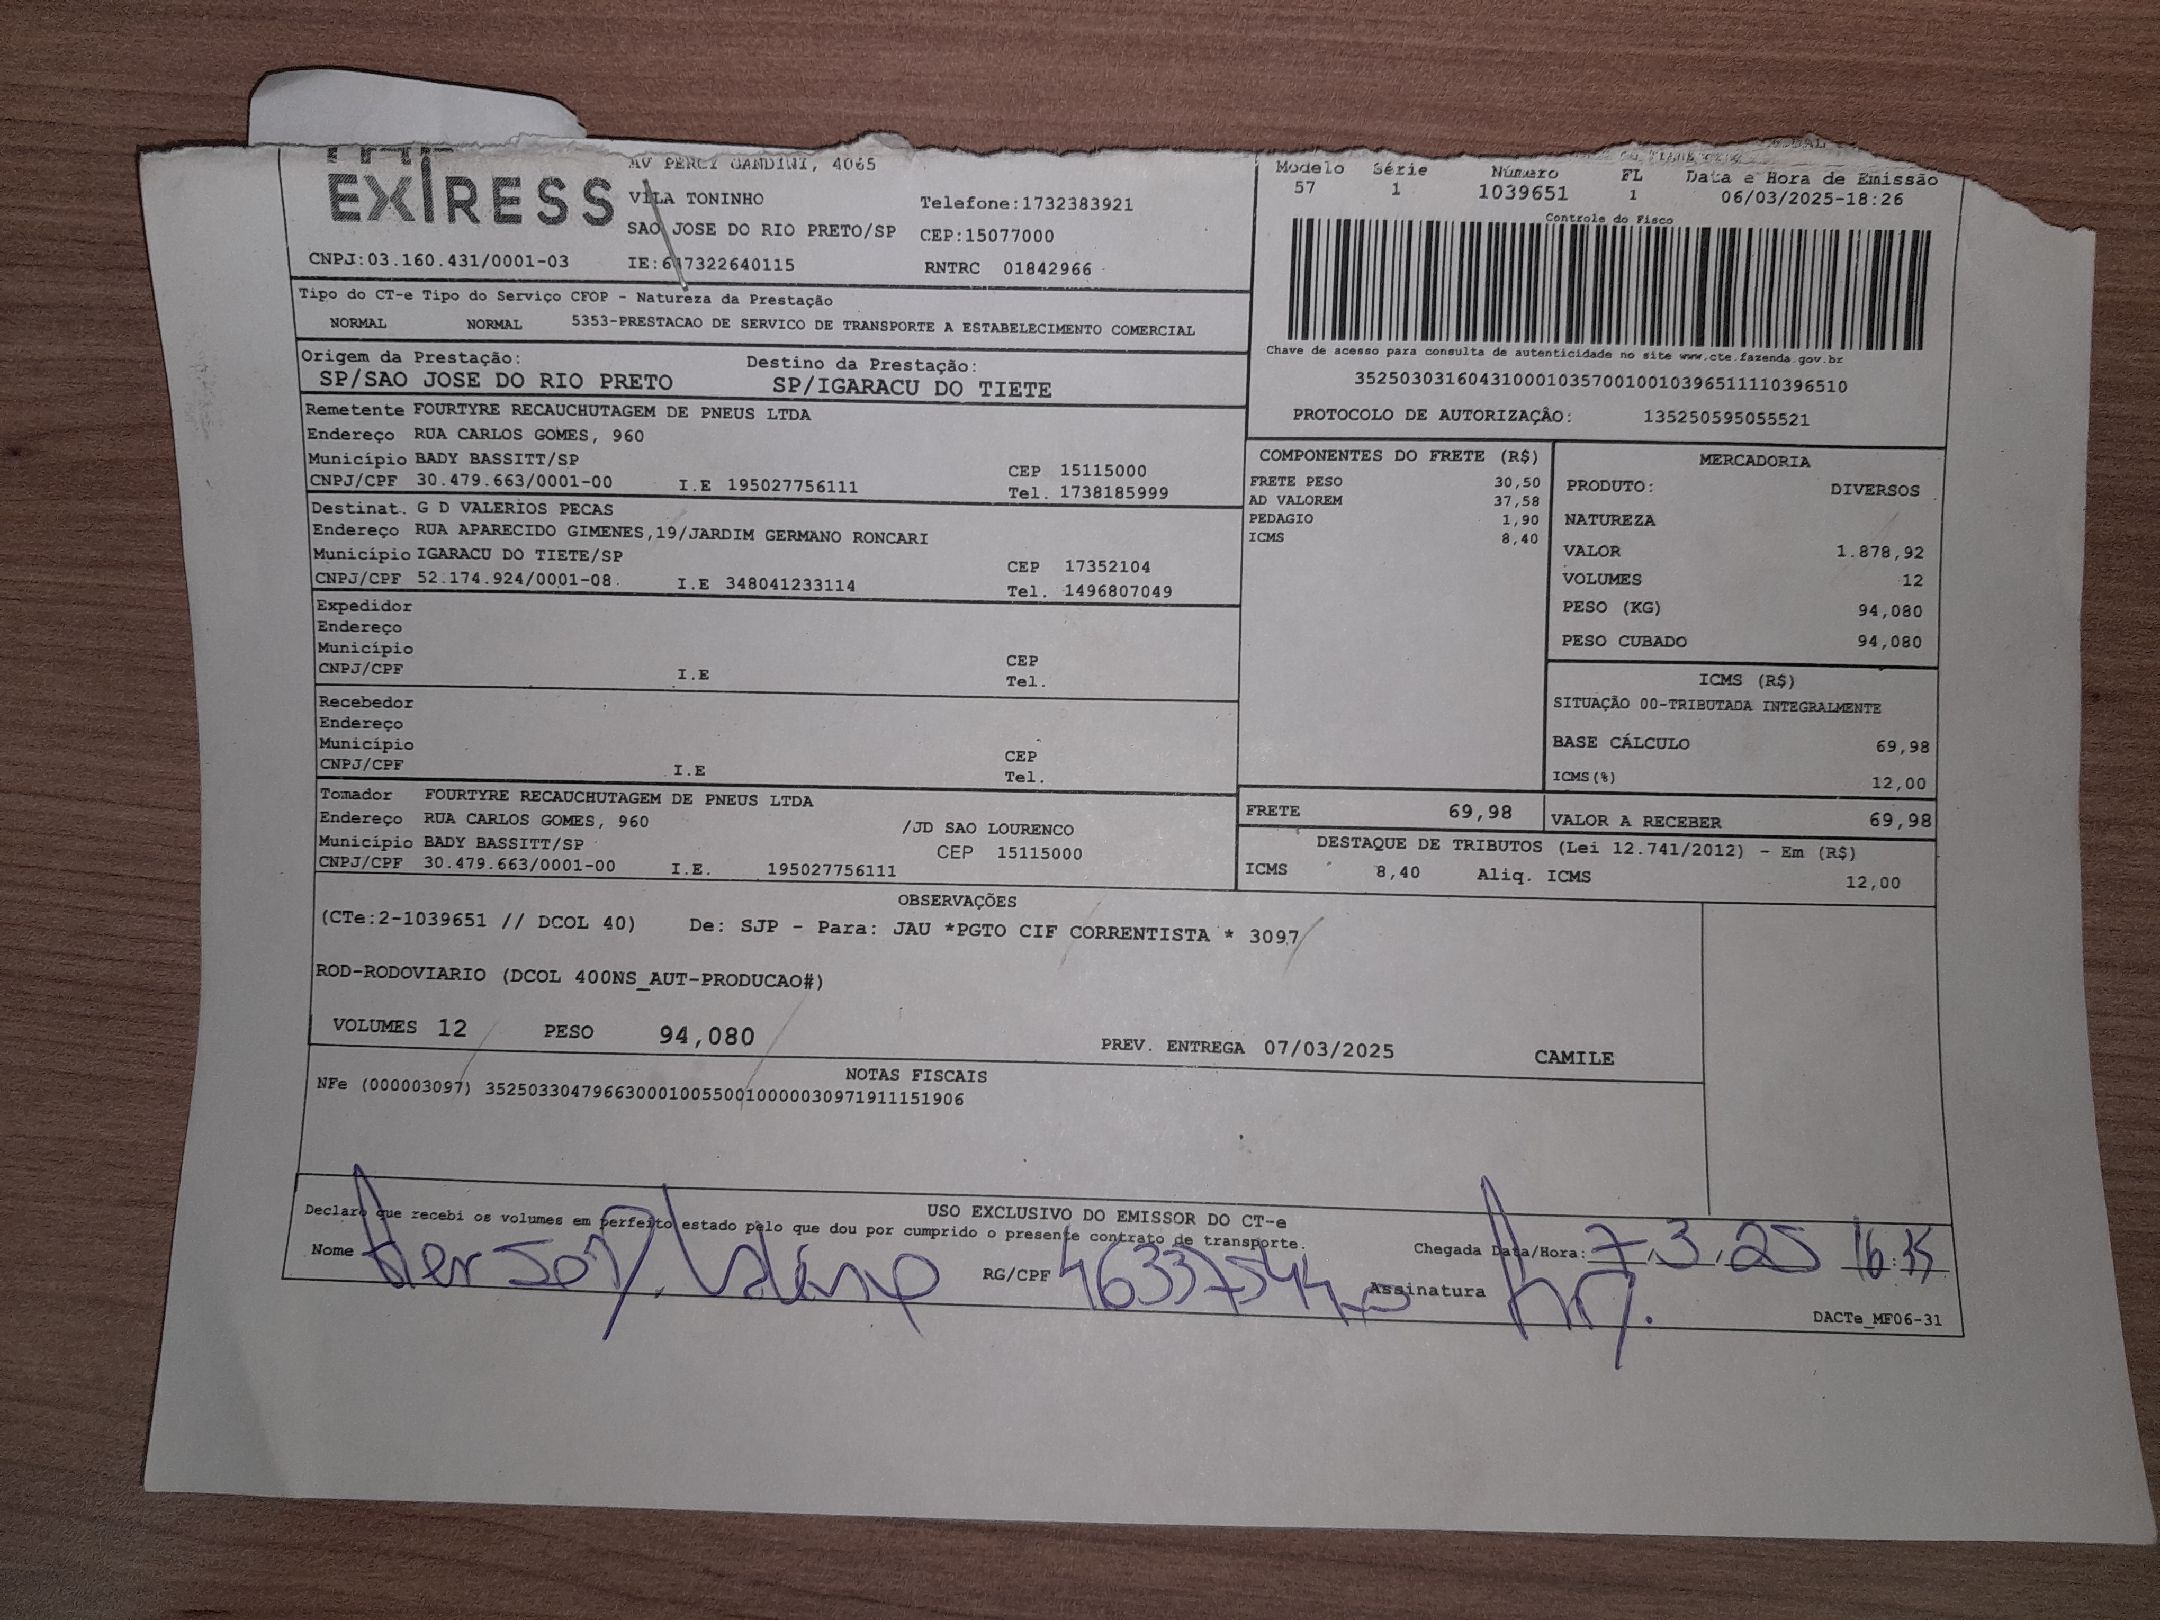 EXPRESS
AV PERCY GANDINI, 4065
VILA TONINHO
Telefone:1732383921
SAO JOSE DO RIO PRETO/SP CEP:15077000
CNPJ:03.160.431/0001-03 IE:647322640115 RNTRC 01842966
Modelo Série Número FL Data e Hora de Emissão
57 1 1039651 1 06/03/2025-18:26
Controle do Fisco
Chave de acesso para consulta de autenticidade no site www.cte.fazenda.gov.br
35250303160431000103570010010396511110396510
PROTOCOLO DE AUTORIZAÇÃO: 135250595055521
Tipo do CT-e Tipo do Serviço CFOP - Natureza da Prestação
NORMAL NORMAL 5353-PRESTACAO DE SERVICO DE TRANSPORTE A ESTABELECIMENTO COMERCIAL
Origem da Prestação: Destino da Prestação:
SP/SAO JOSE DO RIO PRETO SP/IGARACU DO TIETE
Remetente FOURTYRE RECAUCHUTAGEM DE PNEUS LTDA
Endereço RUA CARLOS GOMES, 960
Município BADY BASSITT/SP CEP 15115000
CNPJ/CPF 30.479.663/0001-00 I.E 195027756111 Tel. 1738185999
Destinat. G D VALERIOS PECAS
Endereço RUA APARECIDO GIMENES,19/JARDIM GERMANO RONCARI
Município IGARACU DO TIETE/SP CEP 17352104
CNPJ/CPF 52.174.924/0001-08 I.E 348041233114 Tel. 1496807049
Expedidor
Endereço
Município CEP
CNPJ/CPF I.E Tel.
Recebedor
Endereço
Município CEP
CNPJ/CPF I.E Tel.
Tomador FOURTYRE RECAUCHUTAGEM DE PNEUS LTDA
Endereço RUA CARLOS GOMES, 960 /JD SAO LOURENCO
Município BADY BASSITT/SP CEP 15115000
CNPJ/CPF 30.479.663/0001-00 I.E. 195027756111
COMPONENTES DO FRETE (R$)
FRETE PESO 30,50
AD VALOREM 37,58
PEDAGIO 1,90
ICMS 8,40
MERCADORIA
PRODUTO: DIVERSOS
NATUREZA
VALOR 1.878,92
VOLUMES 12
PESO (KG) 94,080
PESO CUBADO 94,080
ICMS (R$)
SITUAÇÃO 00-TRIBUTADA INTEGRALMENTE
BASE CÁLCULO 69,98
ICMS(%) 12,00
FRETE 69,98 VALOR A RECEBER 69,98
DESTAQUE DE TRIBUTOS (Lei 12.741/2012) - Em (R$)
ICMS 8,40 Aliq. ICMS 12,00
OBSERVAÇÕES
(CTe:2-1039651 // DCOL 40) De: SJP - Para: JAU *PGTO CIF CORRENTISTA * 3097
ROD-RODOVIARIO (DCOL 400NS_AUT-PRODUCAO#)
VOLUMES 12 PESO 94,080 PREV. ENTREGA 07/03/2025 CAMILE
NOTAS FISCAIS
NFe (000003097) 35250330479663000100550010000030971911151906
USO EXCLUSIVO DO EMISSOR DO CT-e
Declaro que recebi os volumes em perfeito estado pelo que dou por cumprido o presente contrato de transporte.
Nome RG/CPF Assinatura Chegada Data/Hora: 7.3.25 16:35
DACTe_MF06-31